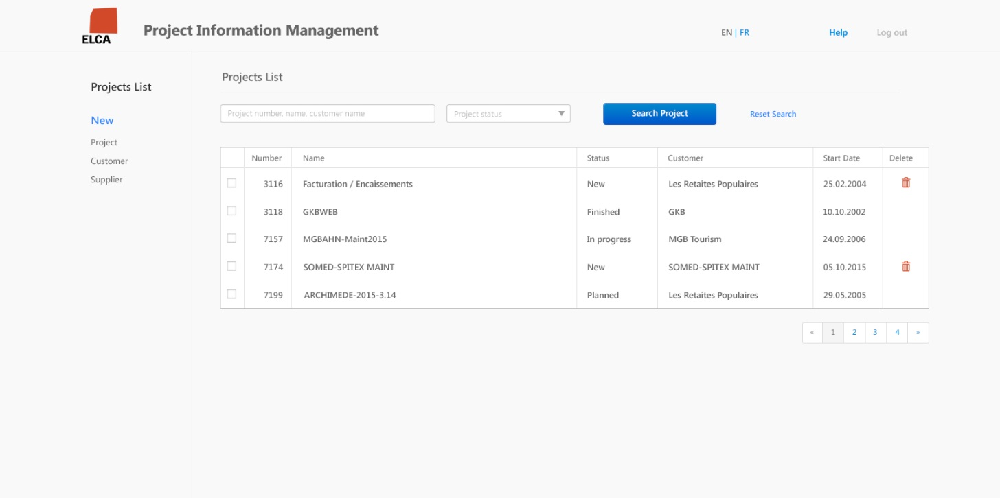 ELCA
Project Information Management
EN | FR
Help
Log out
Projects List
New
Project
Customer
Supplier
Projects List
Project number, name, customer name
Project status
Search Project
Reset Search
Number Name Status Customer Start Date Delete
3116 Facturation / Encaissements New Les Retaites Populaires 25.02.2004
3118 GKBWEB Finished GKB 10.10.2002
7157 MGBAHN-Maint2015 In progress MGB Tourism 24.09.2006
7174 SOMED-SPITEX MAINT New SOMED-SPITEX MAINT 05.10.2015
7199 ARCHIMEDE-2015-3.14 Planned Les Retaites Populaires 29.05.2005
« 1 2 3 4 »